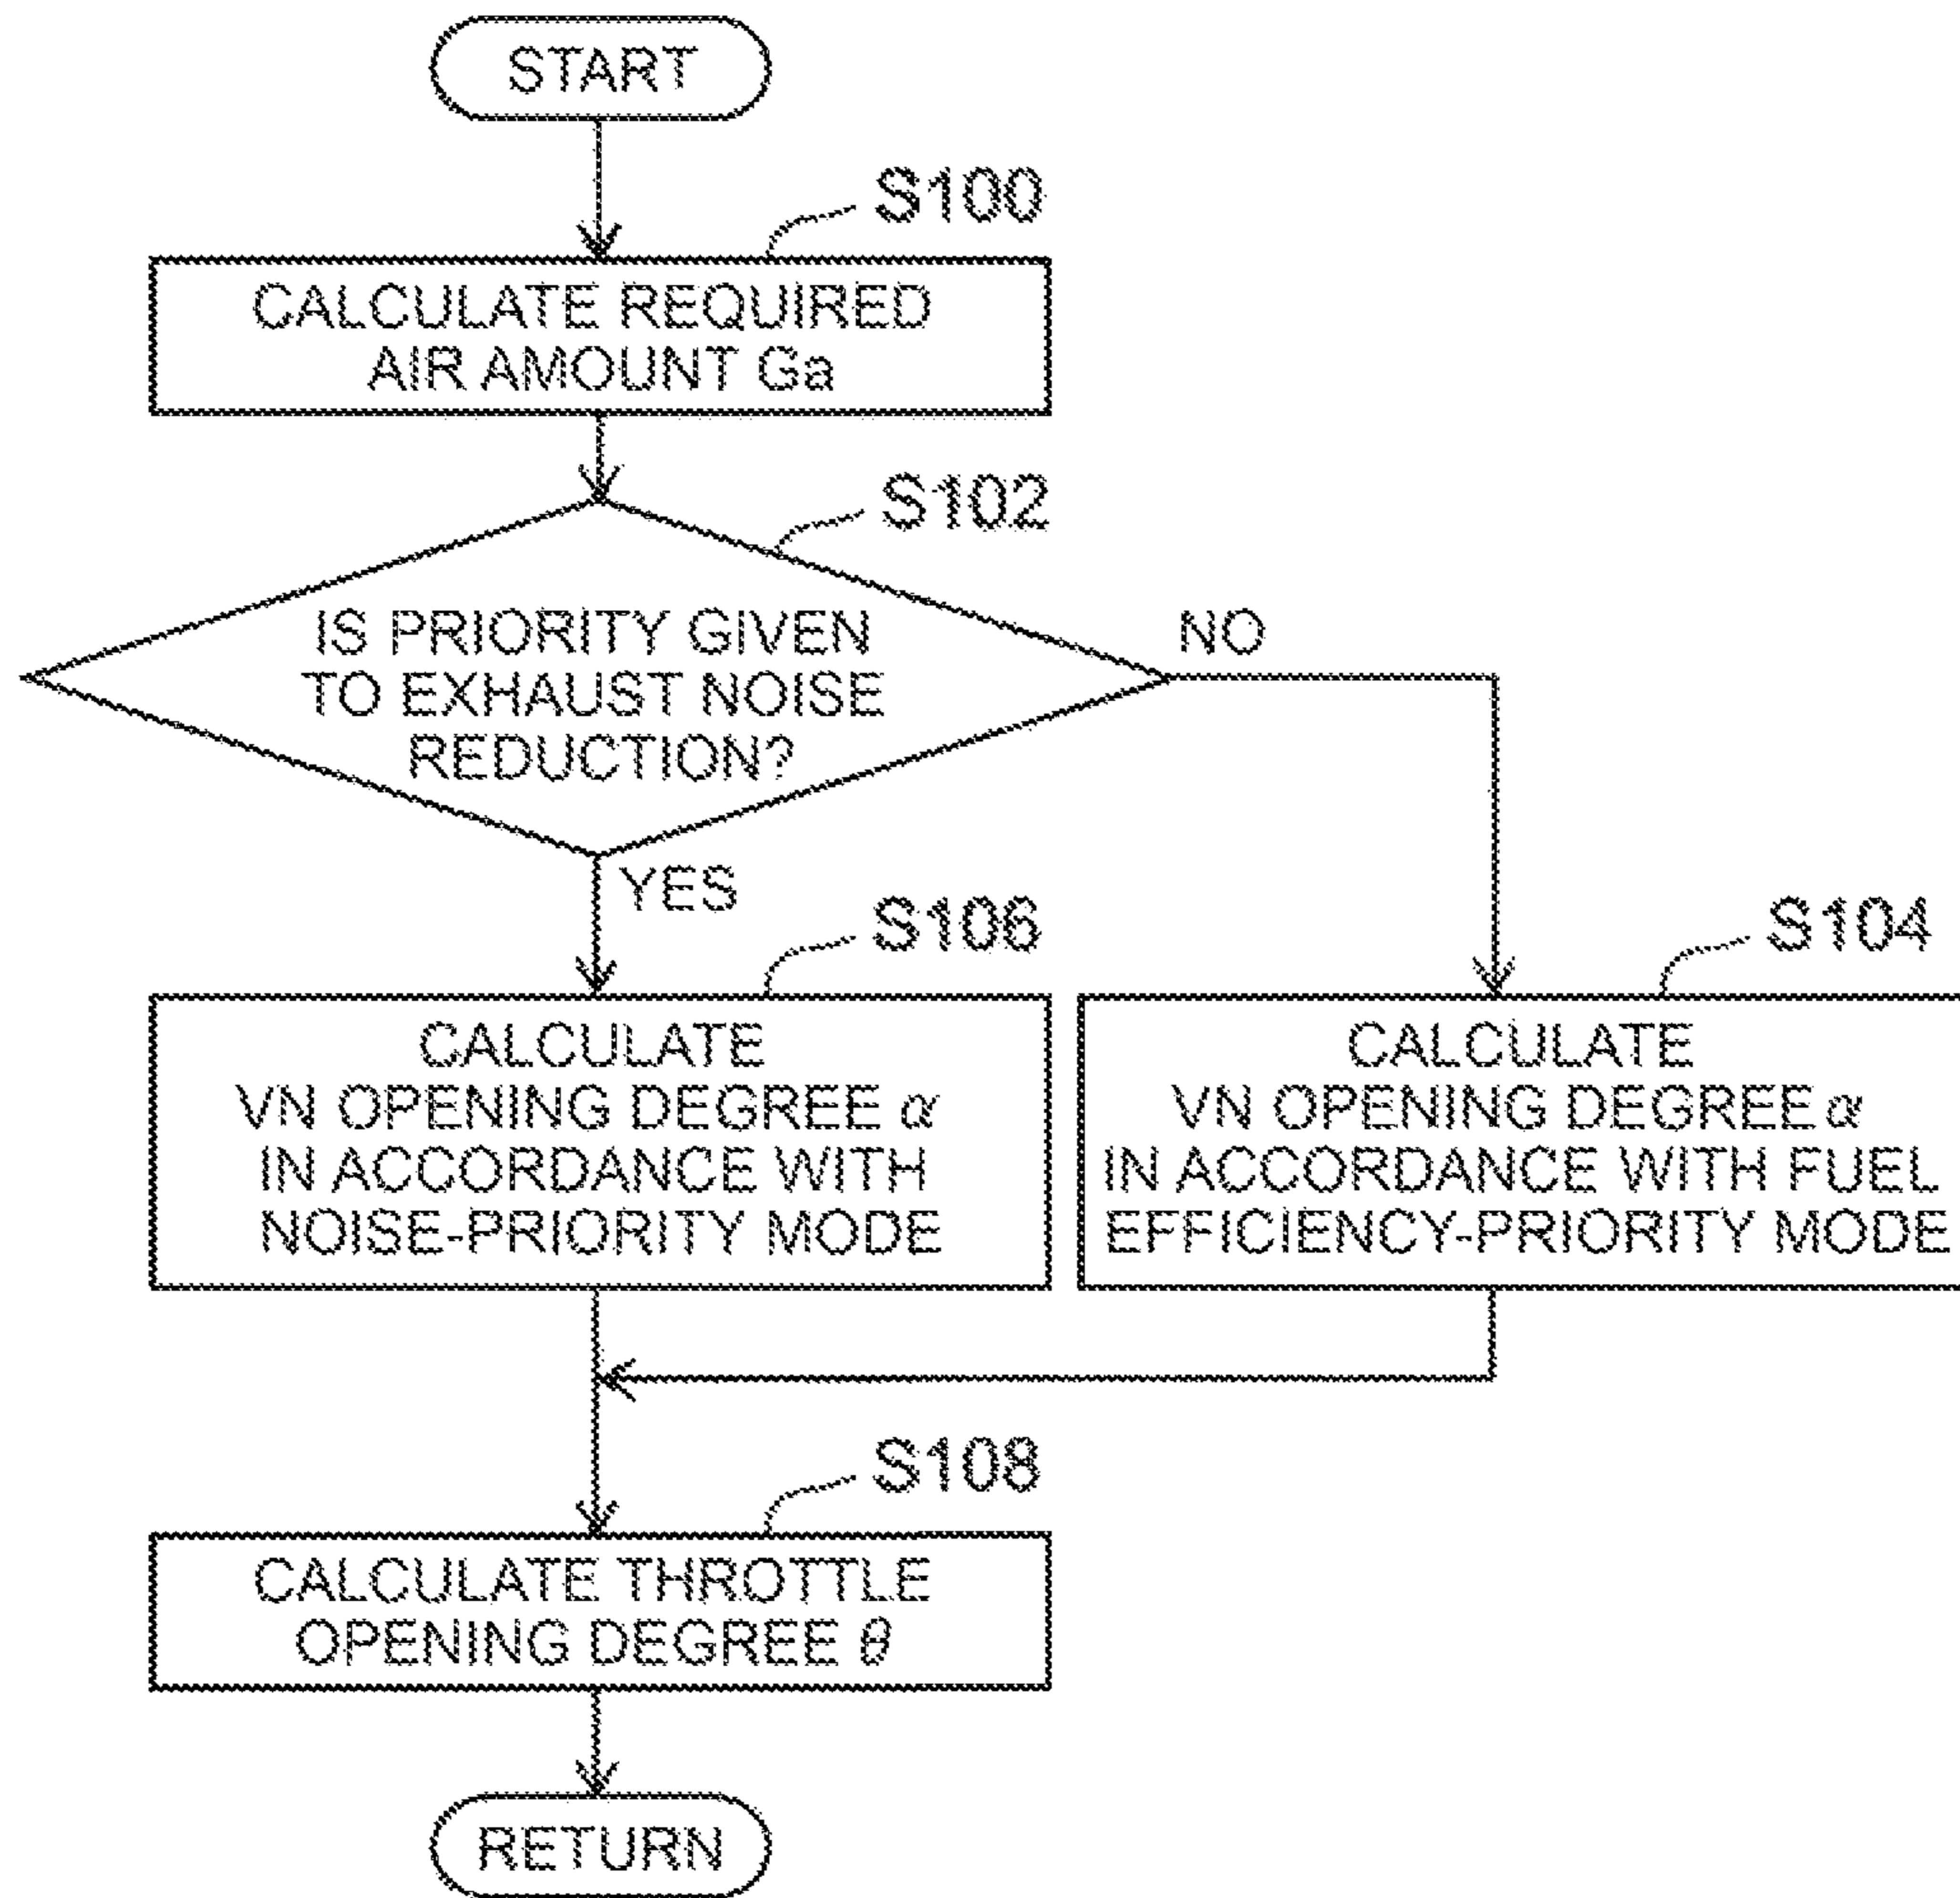 START
S100
CALCULATE REQUIRED
AIR AMOUNT Ga
S102
IS PRIORITY GIVEN
TO EXHAUST NOISE
REDUCTION?
NO
YES
S106
CALCULATE
VN OPENING DEGREE α
IN ACCORDANCE WITH
NOISE-PRIORITY MODE
S104
CALCULATE
VN OPENING DEGREE α
IN ACCORDANCE WITH FUEL
EFFICIENCY-PRIORITY MODE
S108
CALCULATE THROTTLE
OPENING DEGREE θ
RETURN